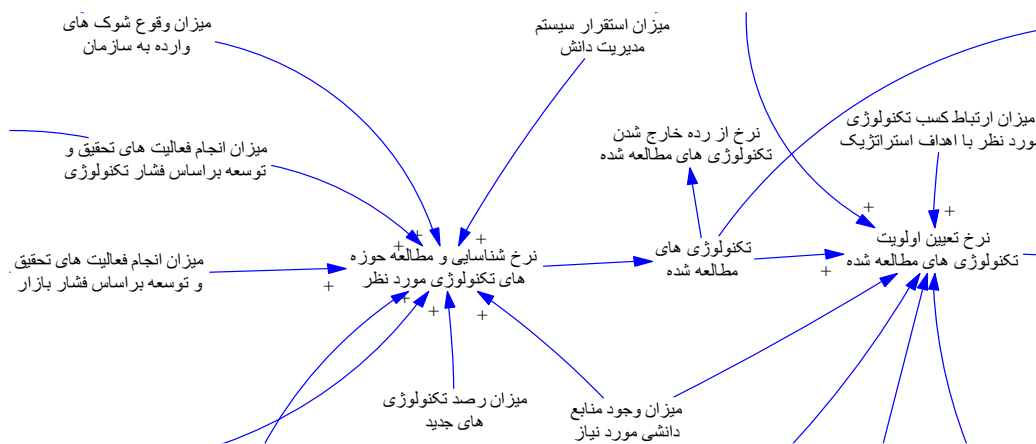 میزان وقوع شوک های
وارده به سازمان
میزان استقرار سیستم
مدیریت دانش
میزان ارتباط کسب تکنولوژی
مورد نظر با اهداف استراتژیک
نرخ از رده خارج شدن
تکنولوژی های مطالعه شده
میزان انجام فعالیت های تحقیق و
توسعه براساس فشار تکنولوژی
+
+
+
+
+
نرخ تعیین اولویت
تکنولوژی های مطالعه شده
تکنولوژی های
مطالعه شده
نرخ شناسایی و مطالعه حوزه
های تکنولوژی مورد نظر
میزان انجام فعالیت های تحقیق
و توسعه براساس فشار بازار
+
+
+
+
+
میزان رصد تکنولوژی
های جدید
میزان وجود منابع
دانشی مورد نیاز